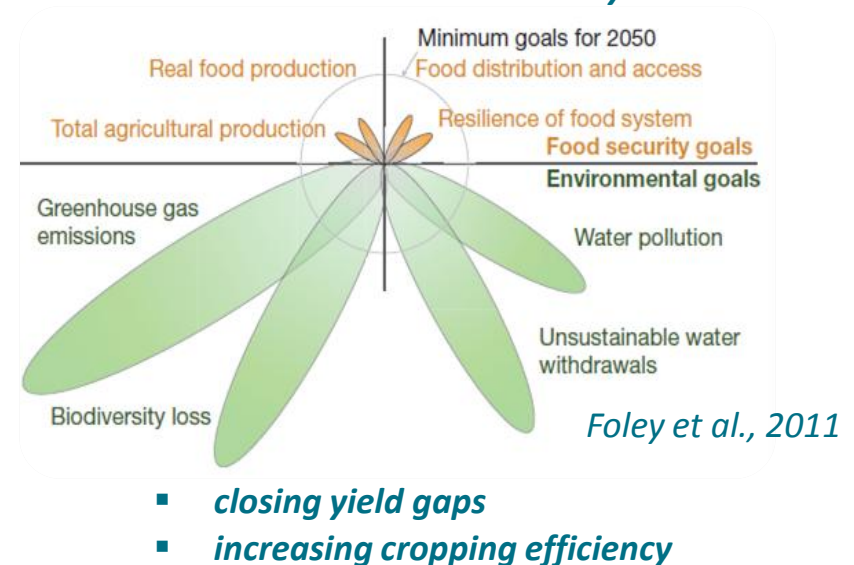 Minimum goals for 2050
Real food production
Food distribution and access
Total agricultural production
Resilience of food system
Food security goals
Environmental goals
Greenhouse gas
emissions
Water pollution
Unsustainable water
withdrawals
Biodiversity loss
Foley et al., 2011
▪ closing yield gaps
▪ increasing cropping efficiency